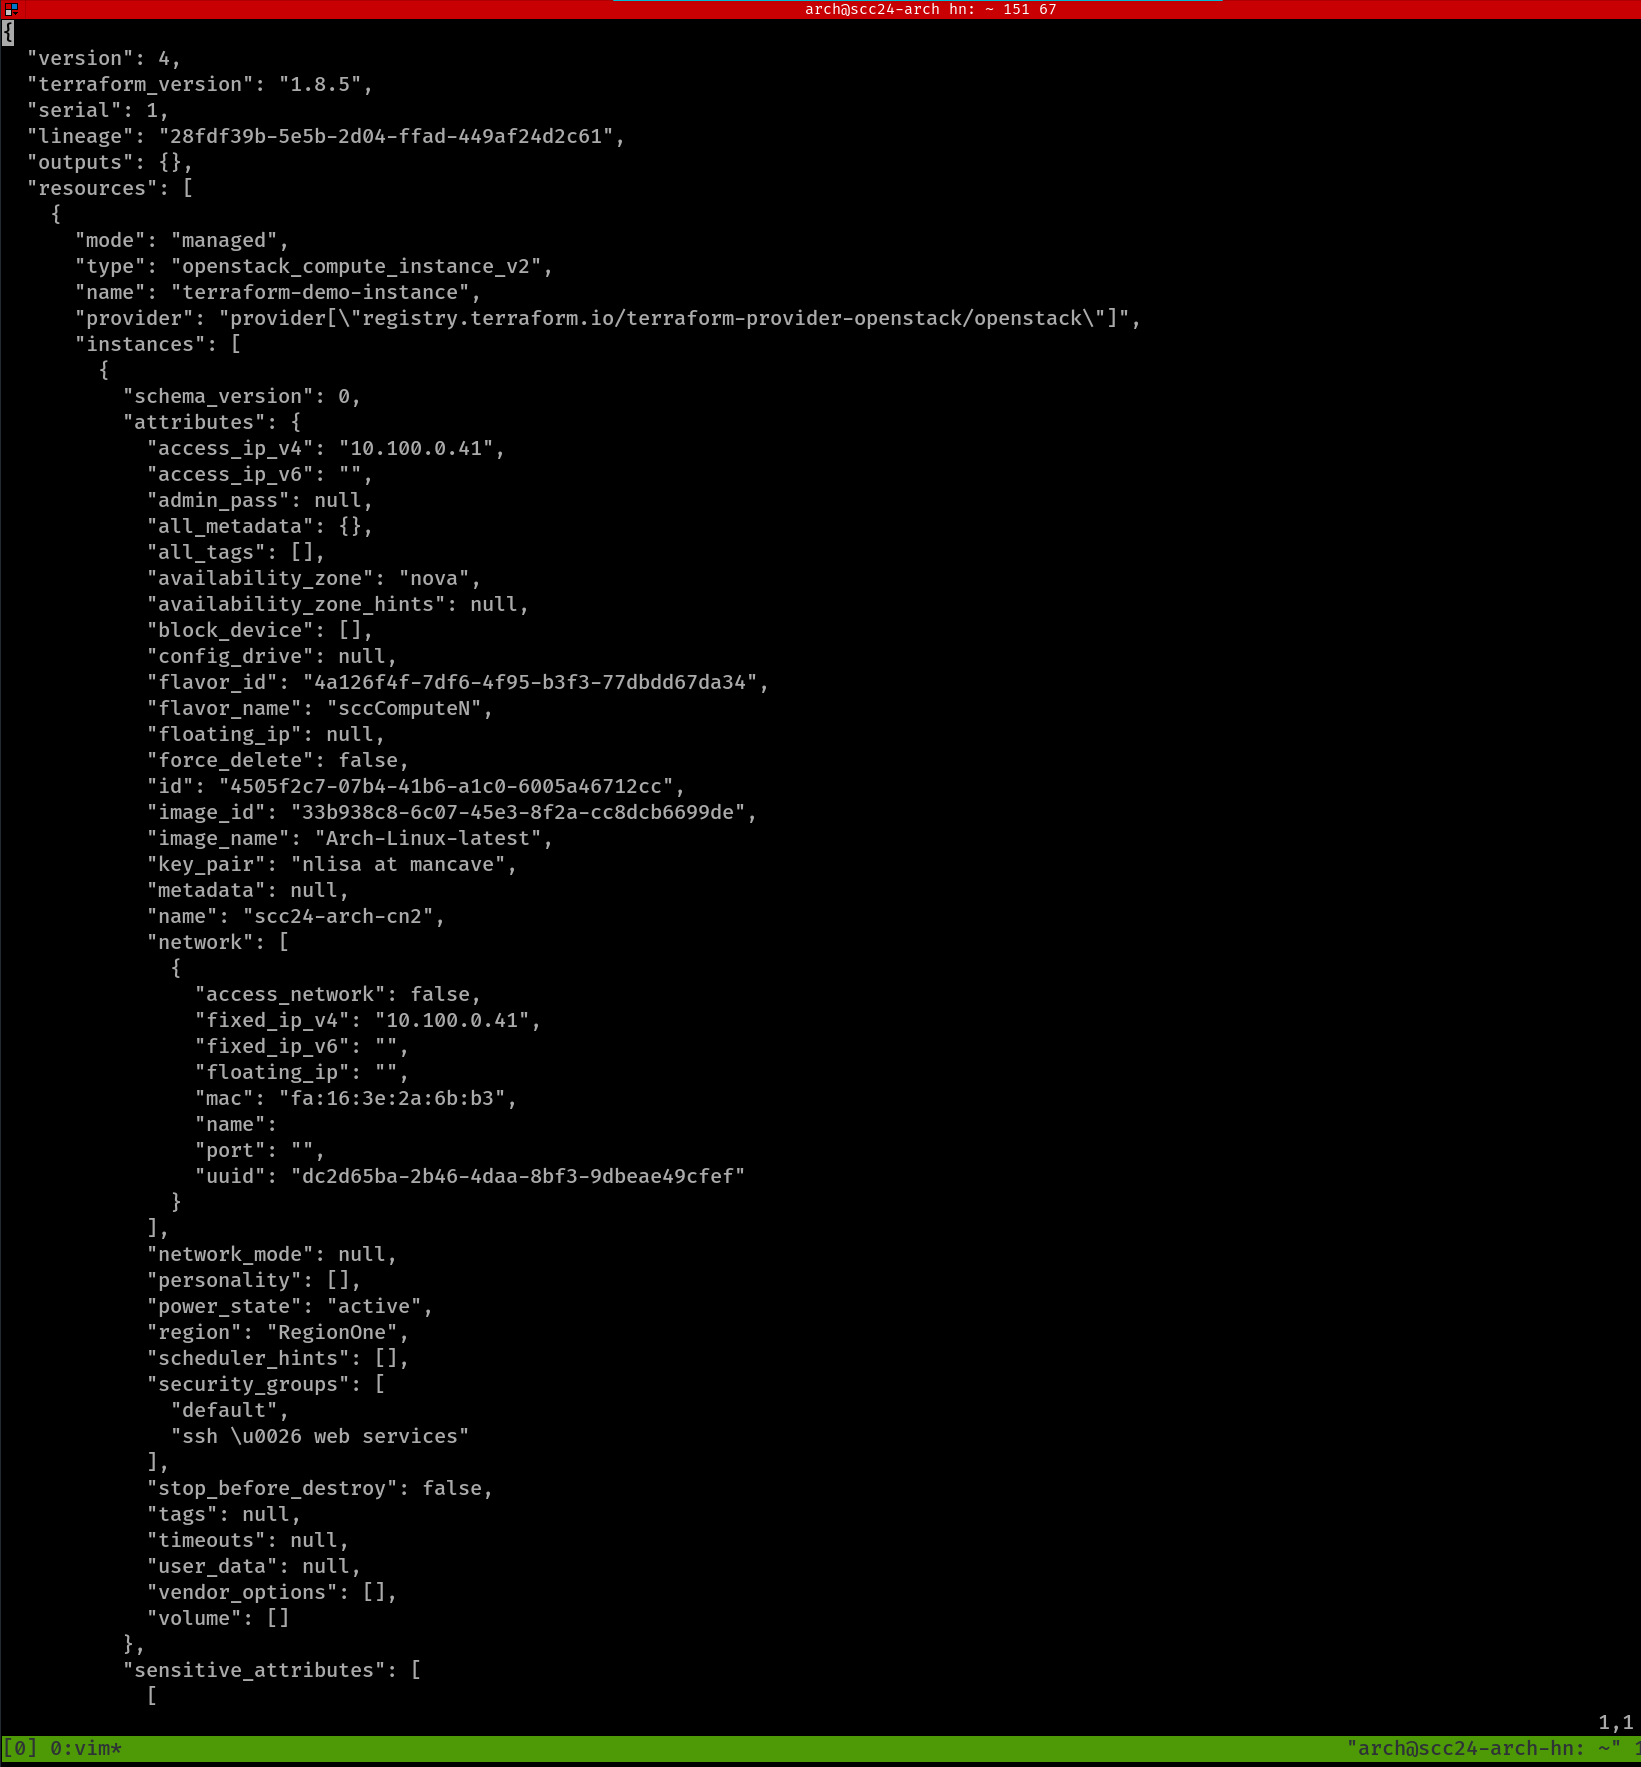 arch@scc24-arch hn: ~ 151 67
{
  "version": 4,
  "terraform_version": "1.8.5",
  "serial": 1,
  "lineage": "28fdf39b-5e5b-2d04-ffad-449af24d2c61",
  "outputs": {},
  "resources": [
    {
      "mode": "managed",
      "type": "openstack_compute_instance_v2",
      "name": "terraform-demo-instance",
      "provider": "provider[\"registry.terraform.io/terraform-provider-openstack/openstack\"]",
      "instances": [
        {
          "schema_version": 0,
          "attributes": {
            "access_ip_v4": "10.100.0.41",
            "access_ip_v6": "",
            "admin_pass": null,
            "all_metadata": {},
            "all_tags": [],
            "availability_zone": "nova",
            "availability_zone_hints": null,
            "block_device": [],
            "config_drive": null,
            "flavor_id": "4a126f4f-7df6-4f95-b3f3-77dbdd67da34",
            "flavor_name": "sccComputeN",
            "floating_ip": null,
            "force_delete": false,
            "id": "4505f2c7-07b4-41b6-a1c0-6005a46712cc",
            "image_id": "33b938c8-6c07-45e3-8f2a-cc8dcb6699de",
            "image_name": "Arch-Linux-latest",
            "key_pair": "nlisa at mancave",
            "metadata": null,
            "name": "scc24-arch-cn2",
            "network": [
              {
                "access_network": false,
                "fixed_ip_v4": "10.100.0.41",
                "fixed_ip_v6": "",
                "floating_ip": "",
                "mac": "fa:16:3e:2a:6b:b3",
                "name":
                "port": "",
                "uuid": "dc2d65ba-2b46-4daa-8bf3-9dbeae49cfef"
              }
            ],
            "network_mode": null,
            "personality": [],
            "power_state": "active",
            "region": "RegionOne",
            "scheduler_hints": [],
            "security_groups": [
              "default",
              "ssh \u0026 web services"
            ],
            "stop_before_destroy": false,
            "tags": null,
            "timeouts": null,
            "user_data": null,
            "vendor_options": [],
            "volume": []
          },
          "sensitive_attributes": [
            [
1,1
[0] 0:vim* "arch@scc24-arch-hn: ~" 1